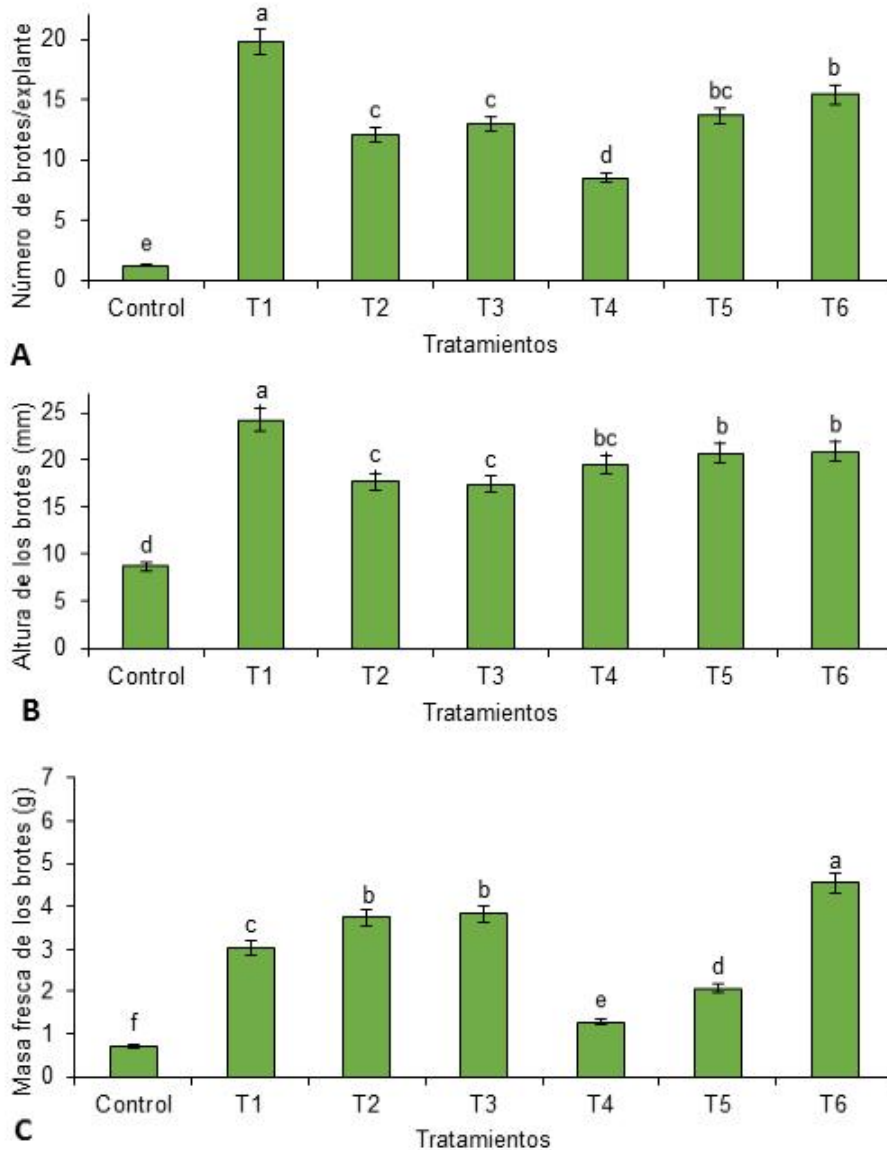 Número de brotes/explante
20
15
10
5
0
a
c
c
d
bc
b
e
Control T1 T2 T3 T4 T5 T6
Tratamientos
A
Altura de los brotes (mm)
25
20
15
10
5
0
d
a
c
c
bc
b
b
Control T1 T2 T3 T4 T5 T6
Tratamientos
B
Masa fresca de los brotes (g)
7
6
5
4
3
2
1
0
f
c
b
b
e
d
a
Control T1 T2 T3 T4 T5 T6
Tratamientos
C